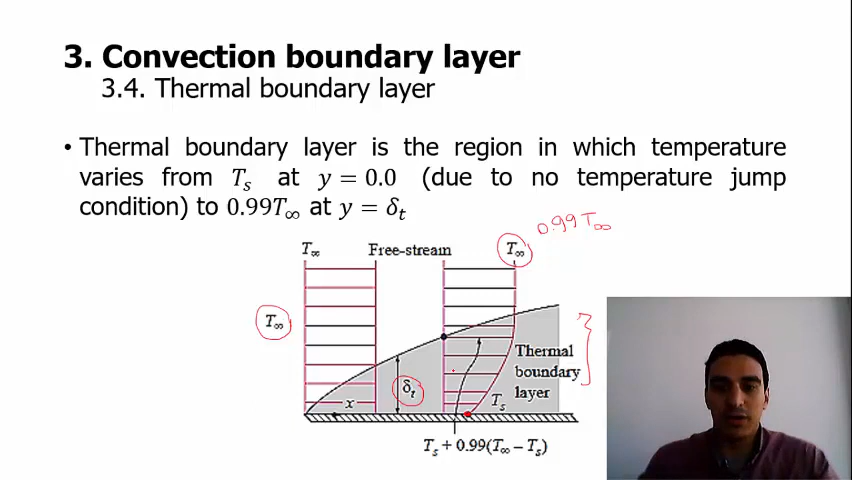 3. Convection boundary layer
3.4. Thermal boundary layer
• Thermal boundary layer is the region in which temperature
varies from Tₛ at y = 0.0 (due to no temperature jump
condition) to 0.99T∞ at y = δₜ
0.99 T∞
T∞ Free-stream T∞
T∞
Thermal
boundary
layer
δₜ
x
Tₛ
Tₛ + 0.99(T∞ − Tₛ)